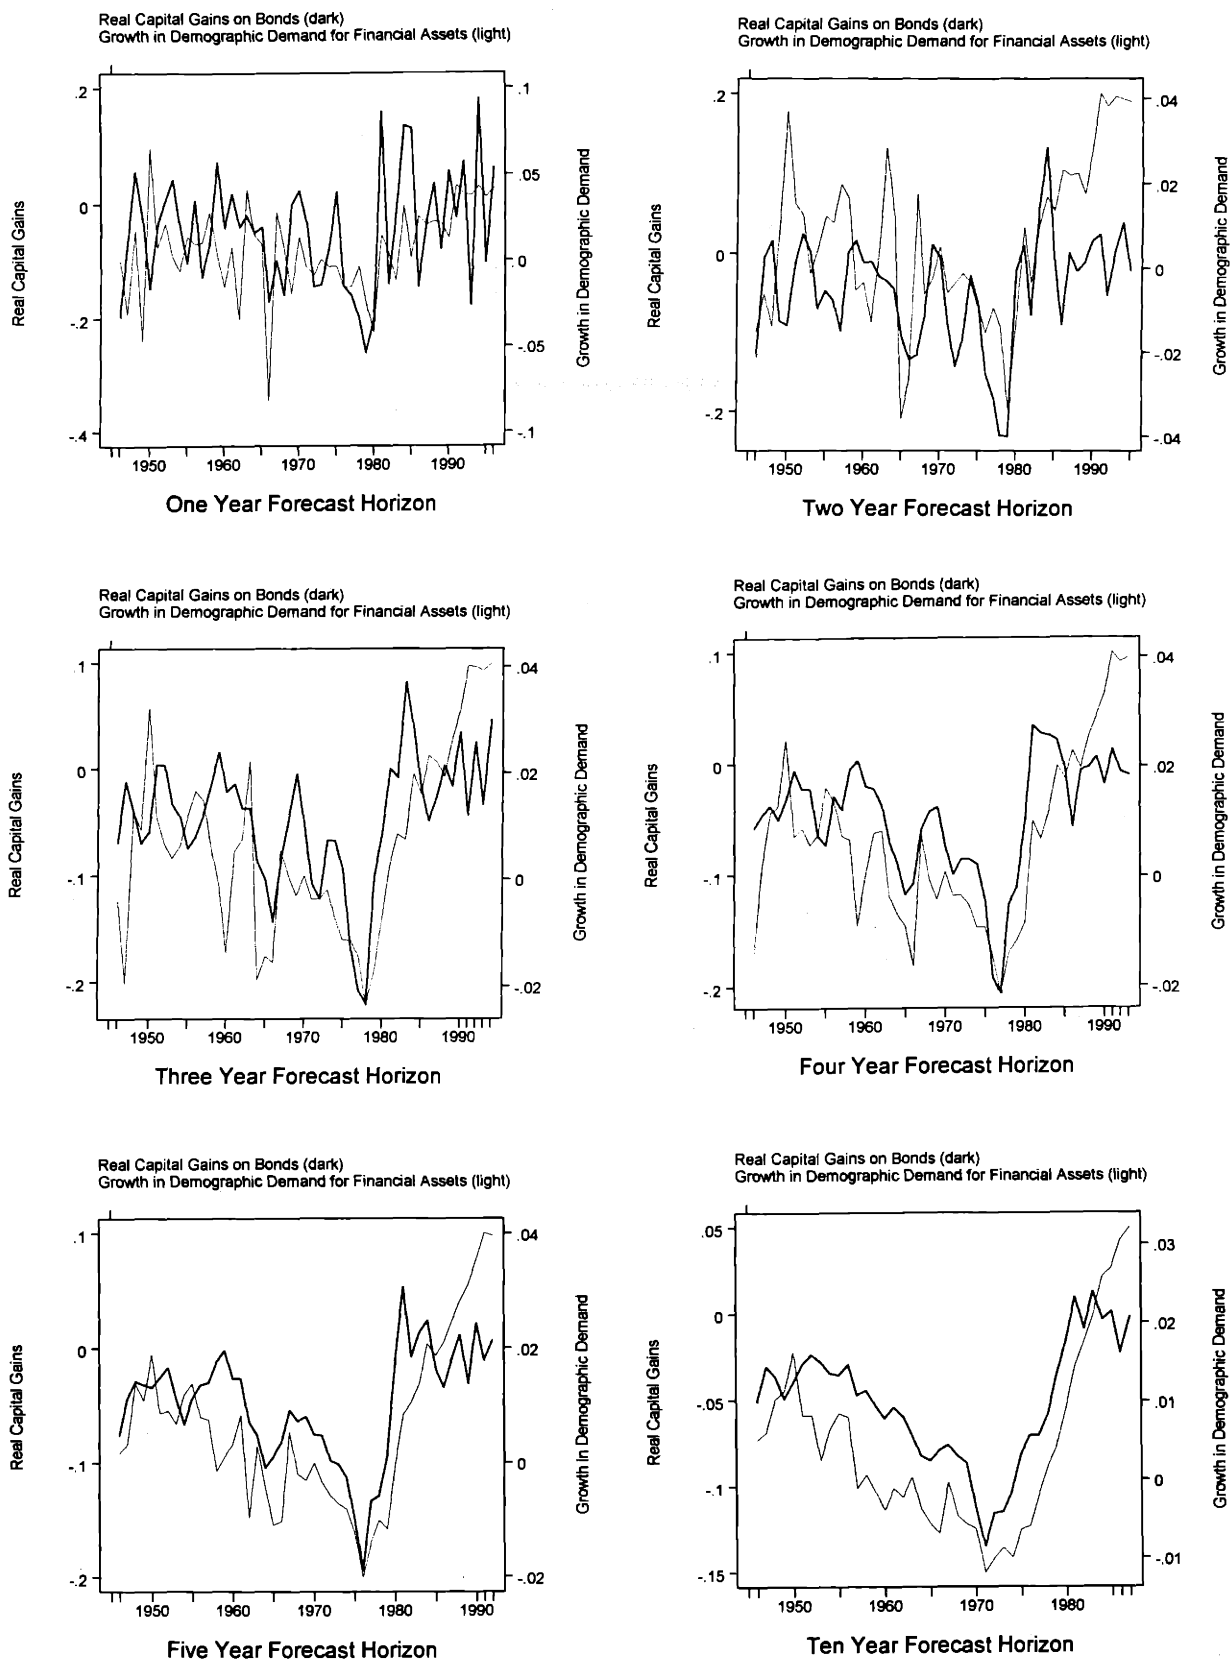 Real Capital Gains on Bonds (dark)
Growth in Demographic Demand for Financial Assets (light)
.2
0
-.2
-.4
.1
.05
0
-.05
-.1
Real Capital Gains
Growth in Demographic Demand
1950 1960 1970 1980 1990
One Year Forecast Horizon
Real Capital Gains on Bonds (dark)
Growth in Demographic Demand for Financial Assets (light)
.2
0
-.2
.04
.02
0
-.02
-.04
Real Capital Gains
Growth in Demographic Demand
1950 1960 1970 1980 1990
Two Year Forecast Horizon
Real Capital Gains on Bonds (dark)
Growth in Demographic Demand for Financial Assets (light)
.1
0
-.1
-.2
.04
.02
0
-.02
Real Capital Gains
Growth in Demographic Demand
1950 1960 1970 1980 1990
Three Year Forecast Horizon
Real Capital Gains on Bonds (dark)
Growth in Demographic Demand for Financial Assets (light)
.1
0
-.1
-.2
.04
.02
0
-.02
Real Capital Gains
Growth in Demographic Demand
1950 1960 1970 1980 1990
Four Year Forecast Horizon
Real Capital Gains on Bonds (dark)
Growth in Demographic Demand for Financial Assets (light)
.1
0
-.1
-.2
.04
.02
0
-.02
Real Capital Gains
Growth in Demographic Demand
1950 1960 1970 1980 1990
Five Year Forecast Horizon
Real Capital Gains on Bonds (dark)
Growth in Demographic Demand for Financial Assets (light)
.05
0
-.05
-.1
-.15
.03
.02
.01
0
-.01
Real Capital Gains
Growth in Demographic Demand
1950 1960 1970 1980
Ten Year Forecast Horizon